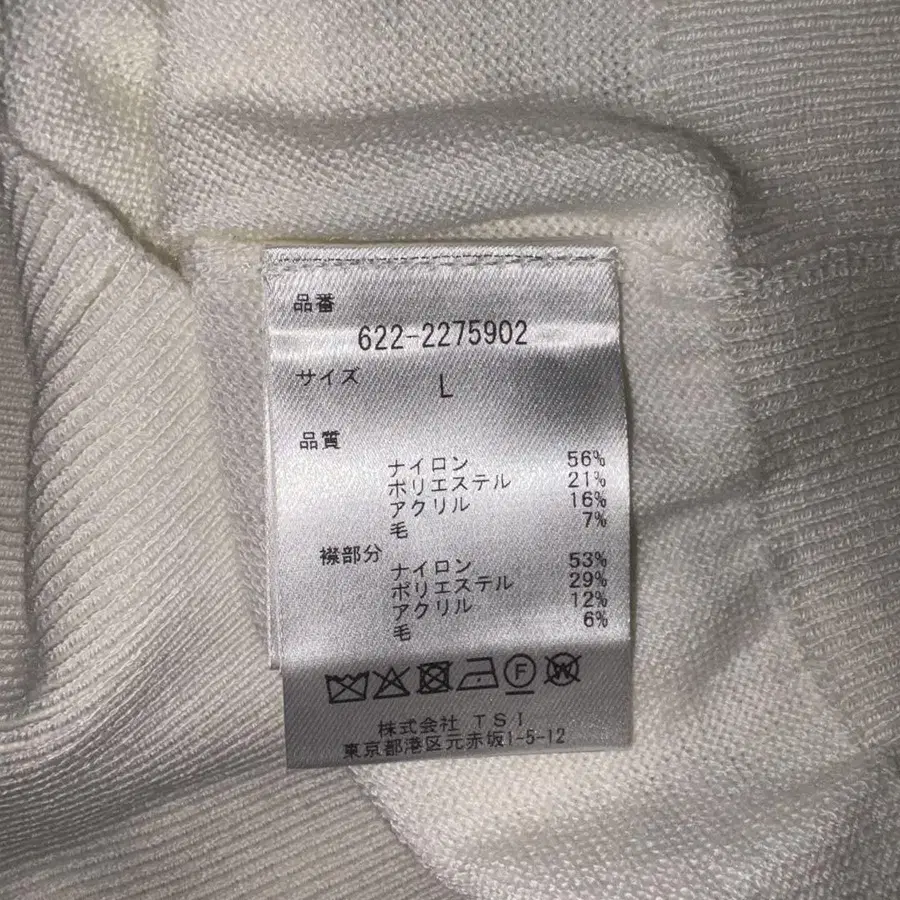 品番
622-2275902
サイズ L
品質
ナイロン 56%
ポリエステル 21%
アクリル 16%
毛 7%
襟部分
ナイロン 53%
ポリエステル 29%
アクリル 12%
毛 6%
F W
株式会社 TSI
東京都港区元赤坂1-5-12